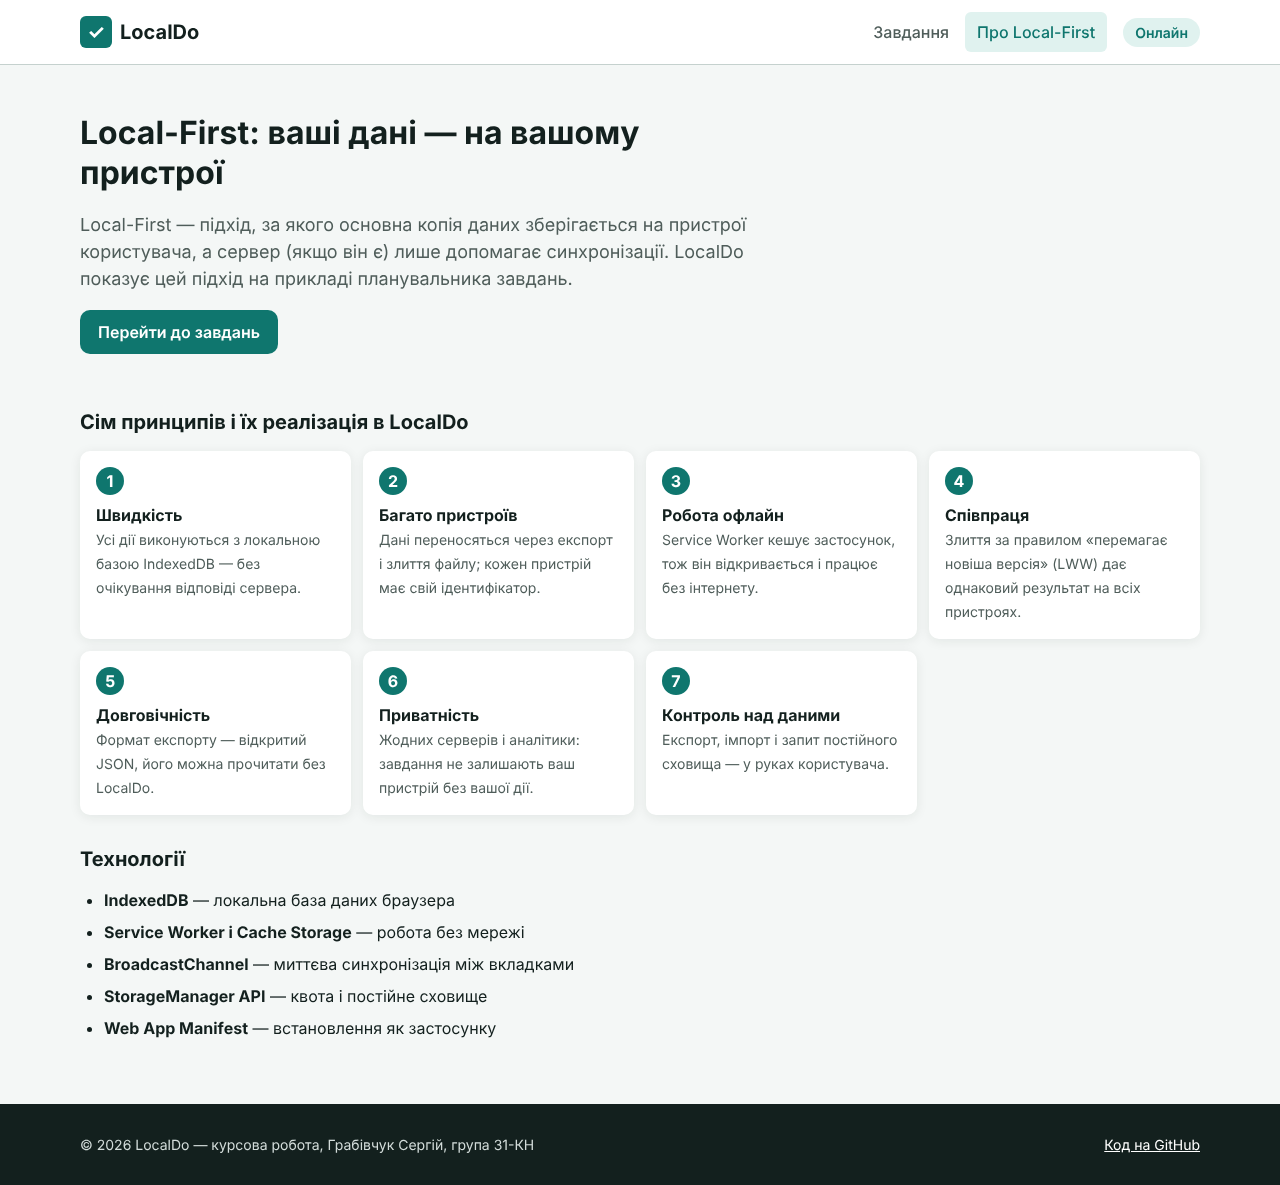 LocalDo
Завдання
Про Local-First
Онлайн
Local-First: ваші дані — на вашому
пристрої
Local-First — підхід, за якого основна копія даних зберігається на пристрої
користувача, а сервер (якщо він є) лише допомагає синхронізації. LocalDo
показує цей підхід на прикладі планувальника завдань.
Перейти до завдань
Сім принципів і їх реалізація в LocalDo
1
Швидкість
Усі дії виконуються з локальною
базою IndexedDB — без
очікування відповіді сервера.
2
Багато пристроїв
Дані переносяться через експорт
і злиття файлу; кожен пристрій
має свій ідентифікатор.
3
Робота офлайн
Service Worker кешує застосунок,
тож він відкривається і працює
без інтернету.
4
Співпраця
Злиття за правилом «перемагає
новіша версія» (LWW) дає
однаковий результат на всіх
пристроях.
5
Довговічність
Формат експорту — відкритий
JSON, його можна прочитати без
LocalDo.
6
Приватність
Жодних серверів і аналітики:
завдання не залишають ваш
пристрій без вашої дії.
7
Контроль над даними
Експорт, імпорт і запит постійного
сховища — у руках користувача.
Технології
• IndexedDB — локальна база даних браузера
• Service Worker і Cache Storage — робота без мережі
• BroadcastChannel — миттєва синхронізація між вкладками
• StorageManager API — квота і постійне сховище
• Web App Manifest — встановлення як застосунку
© 2026 LocalDo — курсова робота, Грабівчук Сергій, група 31-КН
Код на GitHub